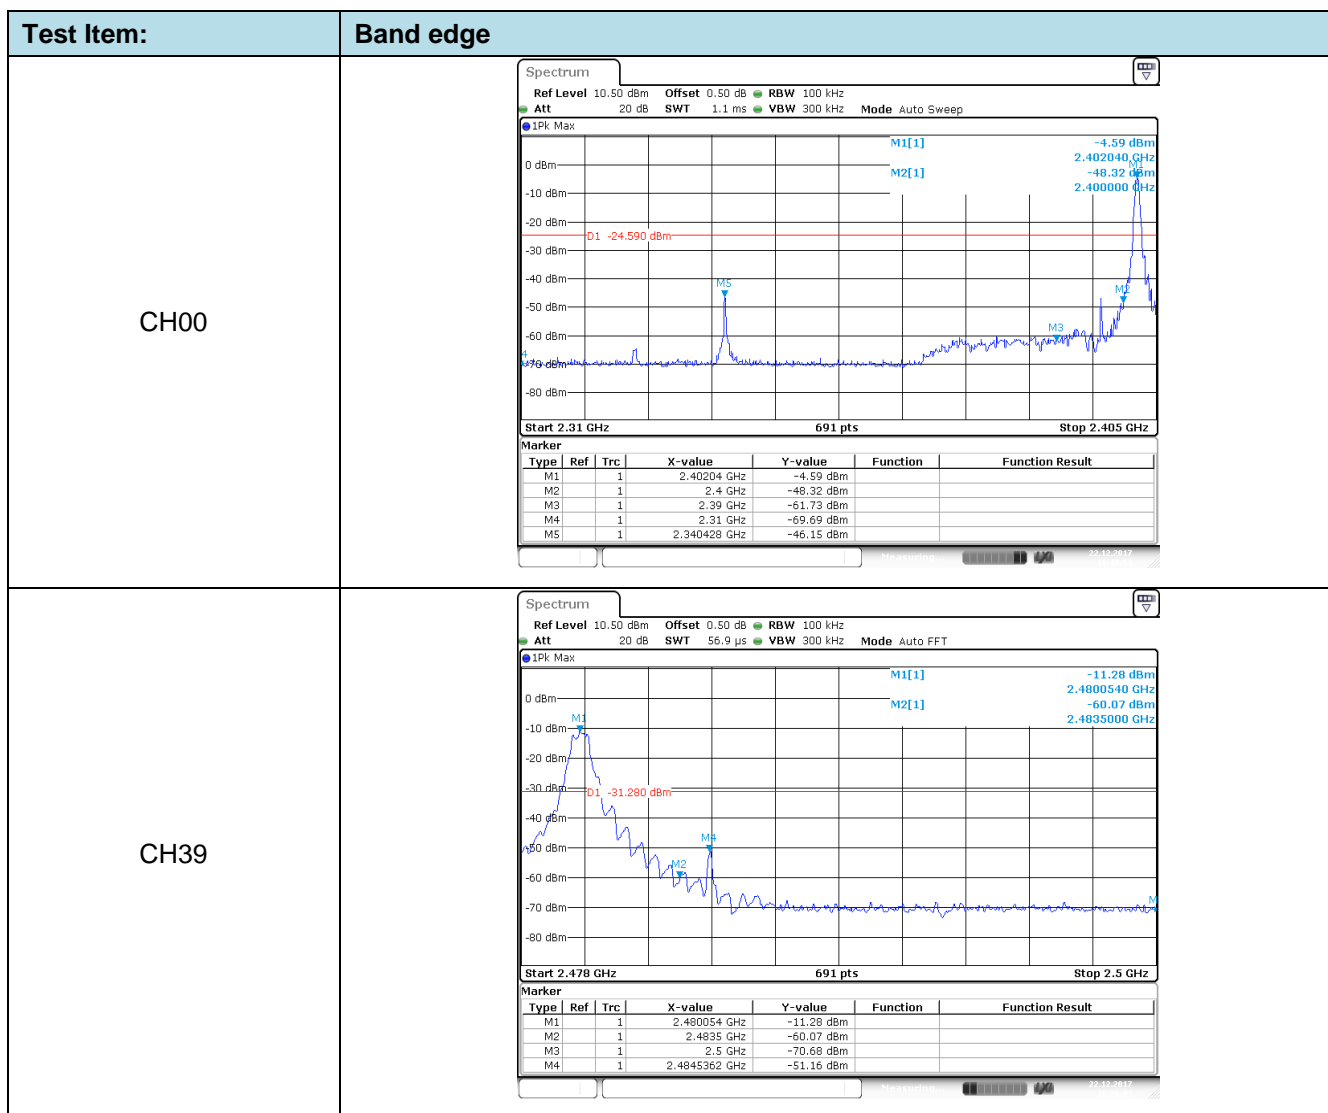 Test Item: Band edge
CH00
Spectrum
Ref Level 10.50 dBm Offset 0.50 dB RBW 100 kHz
Att 20 dB SWT 1.1 ms VBW 300 kHz Mode Auto Sweep
1Pk Max
M1[1] -4.59 dBm
2.402040 GHz
M2[1] -48.32 dBm
2.400000 GHz
M1
0 dBm
-10 dBm
-20 dBm
D1 -24.590 dBm
-30 dBm
-40 dBm
M5
M2
-50 dBm
M3
-60 dBm
4
-70 dBm
-80 dBm
Start 2.31 GHz 691 pts Stop 2.405 GHz
Marker
Type Ref Trc X-value Y-value Function Function Result
M1 1 2.40204 GHz -4.59 dBm
M2 1 2.4 GHz -48.32 dBm
M3 1 2.39 GHz -61.73 dBm
M4 1 2.31 GHz -69.69 dBm
M5 1 2.340428 GHz -46.15 dBm
Measuring... 22.12.2017
CH39
Spectrum
Ref Level 10.50 dBm Offset 0.50 dB RBW 100 kHz
Att 20 dB SWT 56.9 µs VBW 300 kHz Mode Auto FFT
1Pk Max
M1[1] -11.28 dBm
2.4800540 GHz
M2[1] -60.07 dBm
2.4835000 GHz
0 dBm
M1
-10 dBm
-20 dBm
-30 dBm
D1 -31.280 dBm
-40 dBm
M4
-50 dBm
M2
-60 dBm
M
-70 dBm
-80 dBm
Start 2.478 GHz 691 pts Stop 2.5 GHz
Marker
Type Ref Trc X-value Y-value Function Function Result
M1 1 2.480054 GHz -11.28 dBm
M2 1 2.4835 GHz -60.07 dBm
M3 1 2.5 GHz -70.68 dBm
M4 1 2.4845362 GHz -51.16 dBm
Measuring... 22.12.2017